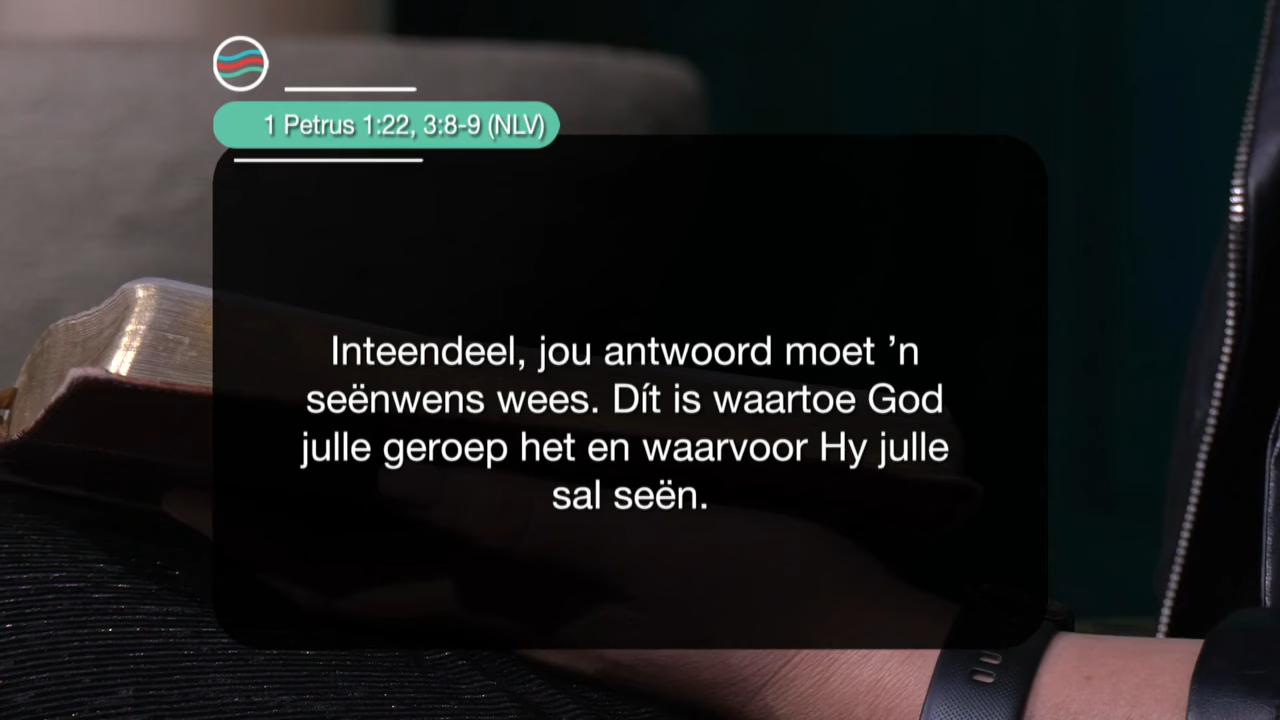 1 Petrus 1:22, 3:8-9 (NLV)
Inteendeel, jou antwoord moet ’n
seënwens wees. Dít is waartoe God
julle geroep het en waarvoor Hy julle
sal seën.